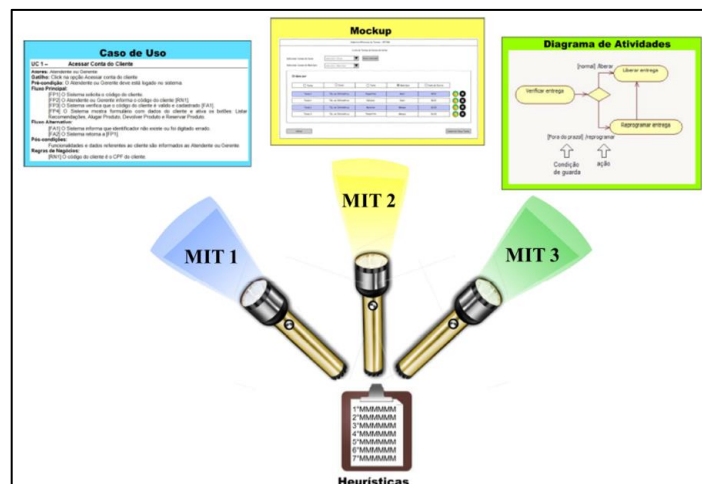 Caso de Uso
UC 1 – Acessar Conta do Cliente
Atores: Atendente ou Gerente
Gatilho: Click na opção Acessar conta do cliente
Pré-condição: O Atendente ou Gerente deve está logado no sistema
Fluxo Principal:
[FP1] O Sistema solicita o código do cliente
[FP2] O Atendente ou Gerente informa o código do cliente [RN1]
[FP3] O Sistema verifica que o código do cliente é valido e cadastrado [FA1]
[FP4] O Sistema mostra formulário com dados do cliente e ativa os botões Listar
Recomendações, Alugar Produto, Devolver Produto e Reservar Produto.
Fluxo Alternativo:
[FA1] O Sistema informa que identificador não existe ou foi digitado errado.
[FA2] O Sistema retorna a [FP1]
Pós-condições:
Funcionalidades e dados referentes ao cliente são informados ao Atendente ou Gerente
Regras de Negócios:
[RN1] O código do cliente é o CPF do cliente
Mockup
Diagrama de Atividades
[normal] /liberar
Liberar entrega
Verificar entrega
Reprogramar entrega
[Fora do prazo] /reprogramar
Condição
de guarda
ação
MIT 1
MIT 2
MIT 3
1"MMMMMM
2"MMMMMM
3"MMMMMM
4"MMMMMM
5"MMMMMM
6"MMMMMM
7"MMMMMM
Heurísticas